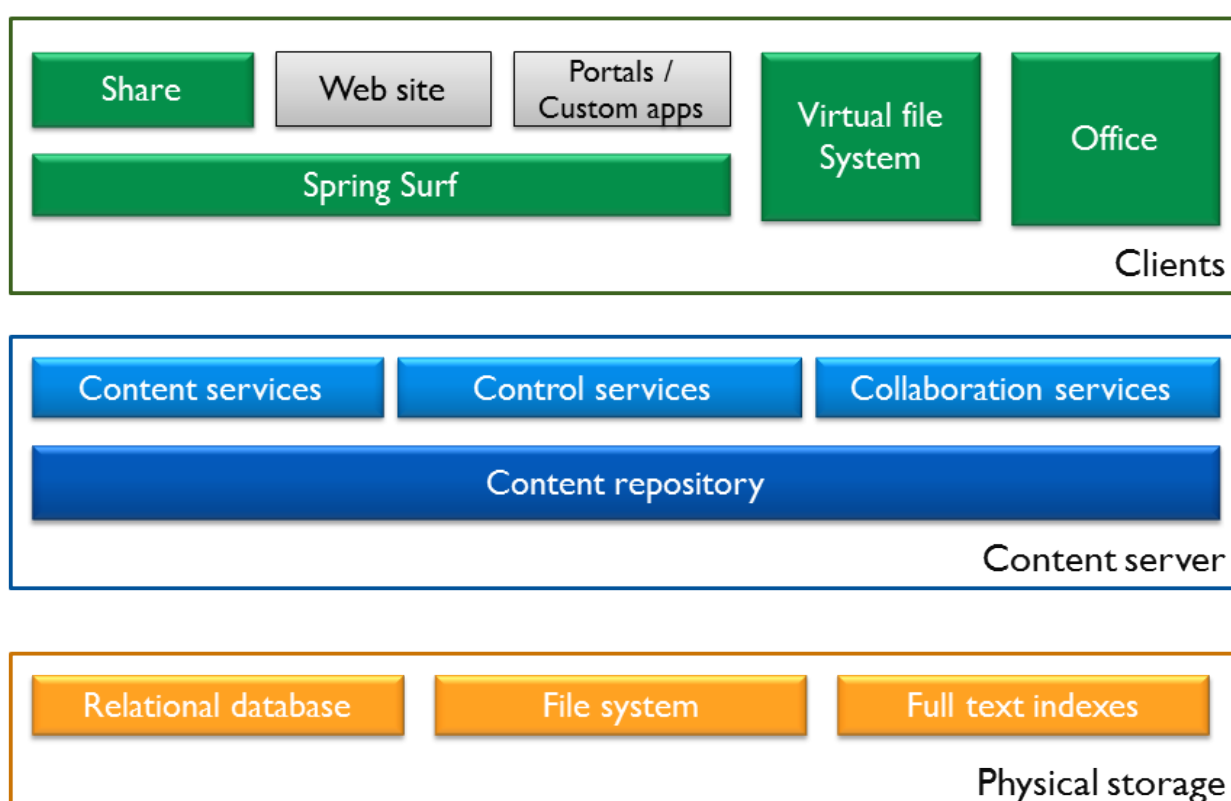 Share
Web site
Portals /
Custom apps
Virtual file
System
Office
Spring Surf
Clients
Content services
Control services
Collaboration services
Content repository
Content server
Relational database
File system
Full text indexes
Physical storage